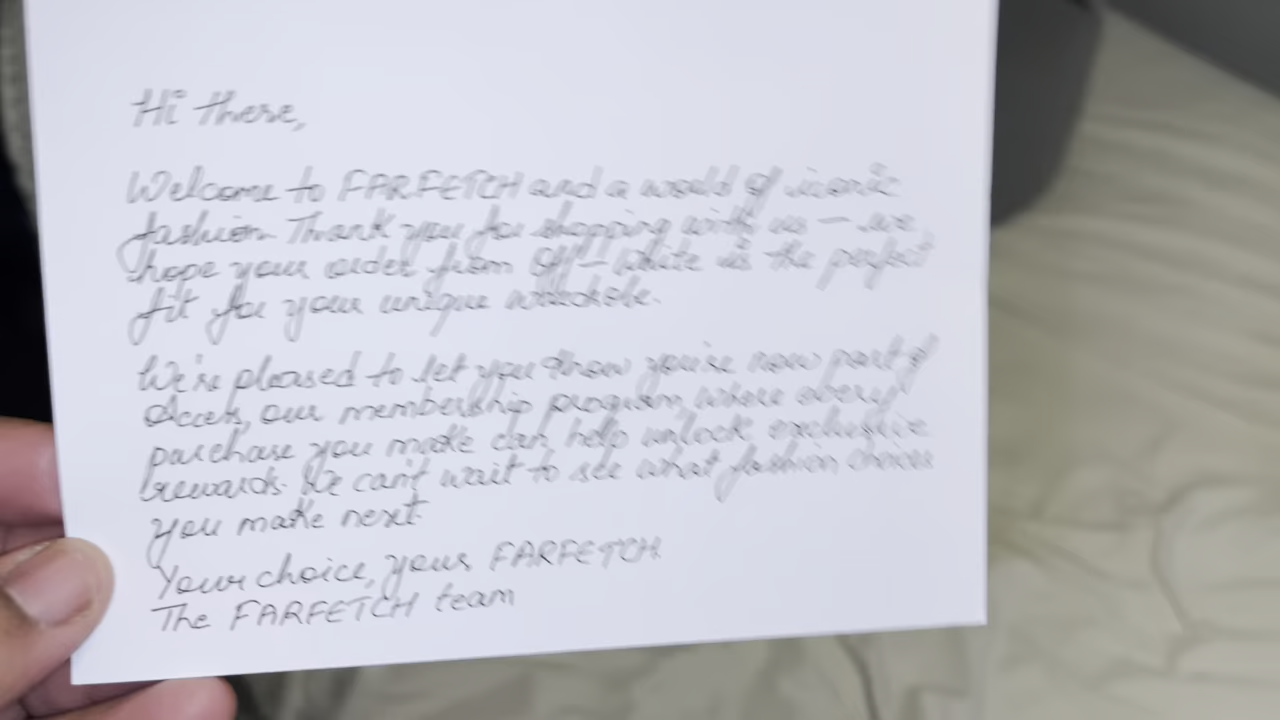 Hi there,
Welcome to FARFETCH and a world of iconic
fashion. Thank you for shopping with us — we
hope your order from Off-White is the perfect
fit for your unique wardrobe.
We're pleased to let you know you're now part of
Access, our membership program, where every
purchase you make can help unlock exclusive
rewards. We can't wait to see what fashion choices
you make next.
Your choice, your FARFETCH
The FARFETCH team